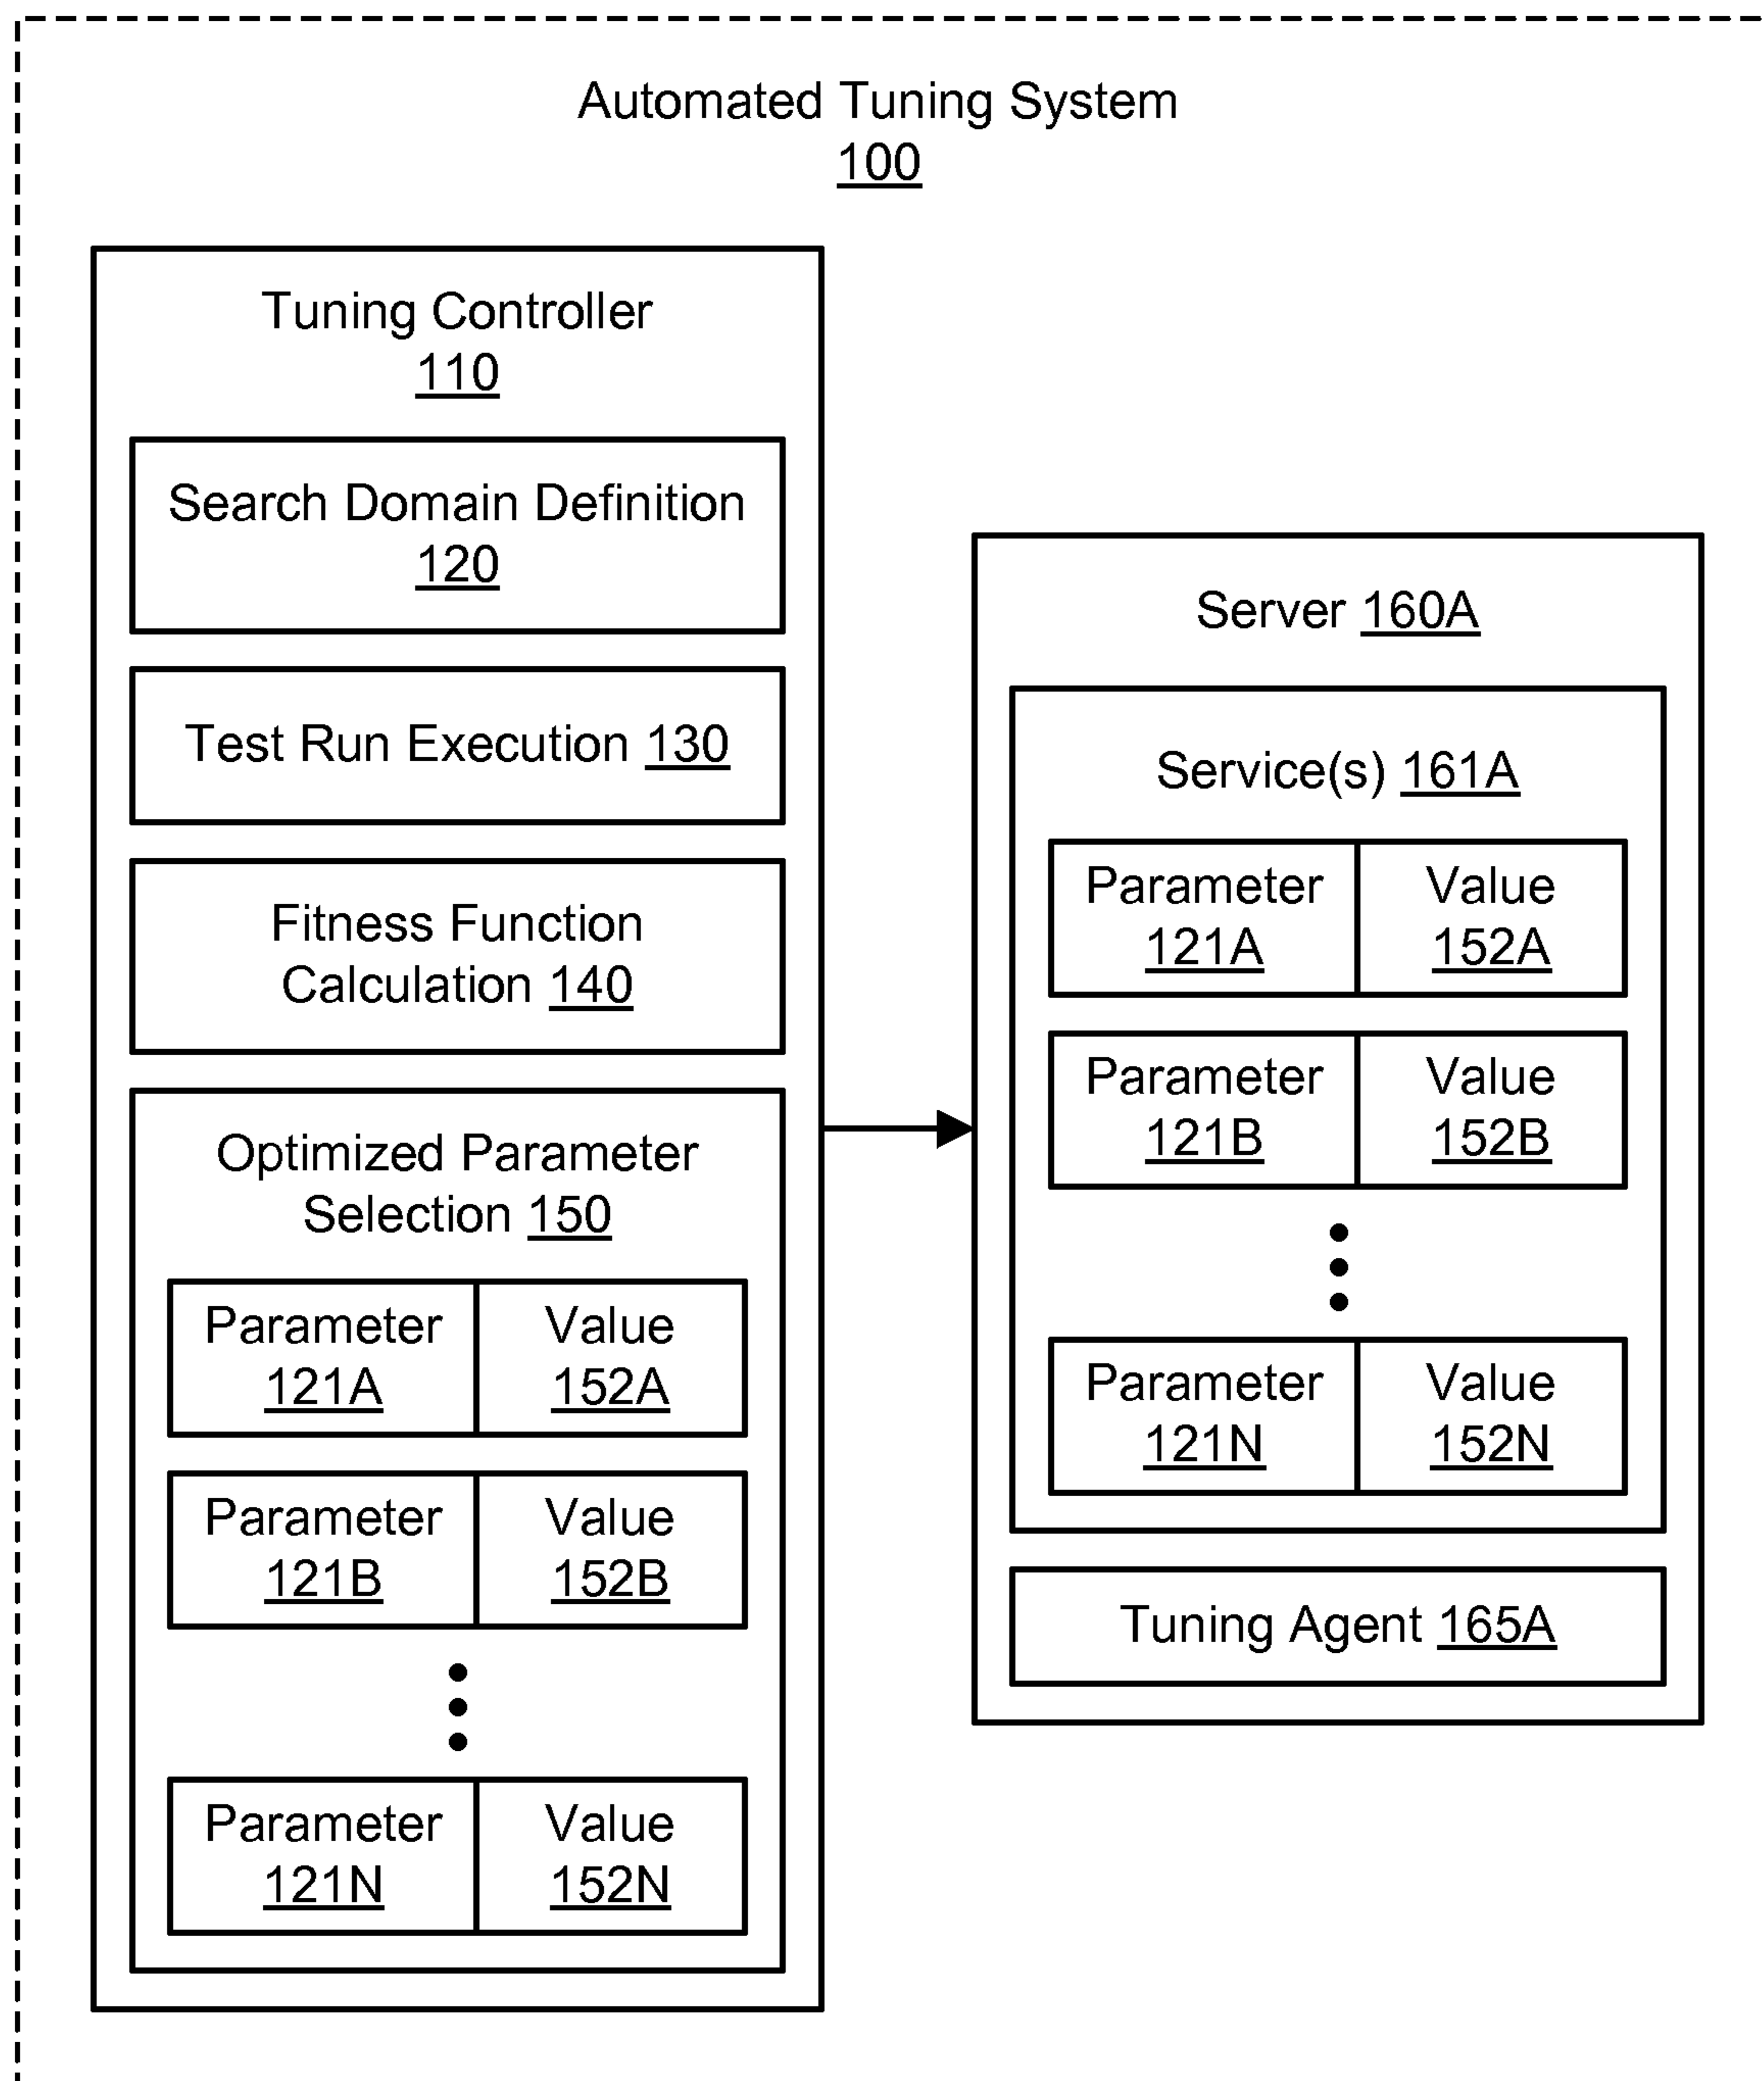 Automated Tuning System
100
Tuning Controller
110
Search Domain Definition
120
Test Run Execution 130
Fitness Function
Calculation 140
Optimized Parameter
Selection 150
Parameter
121A
Value
152A
Parameter
121B
Value
152B
Parameter
121N
Value
152N
Server 160A
Service(s) 161A
Parameter
121A
Value
152A
Parameter
121B
Value
152B
Parameter
121N
Value
152N
Tuning Agent 165A